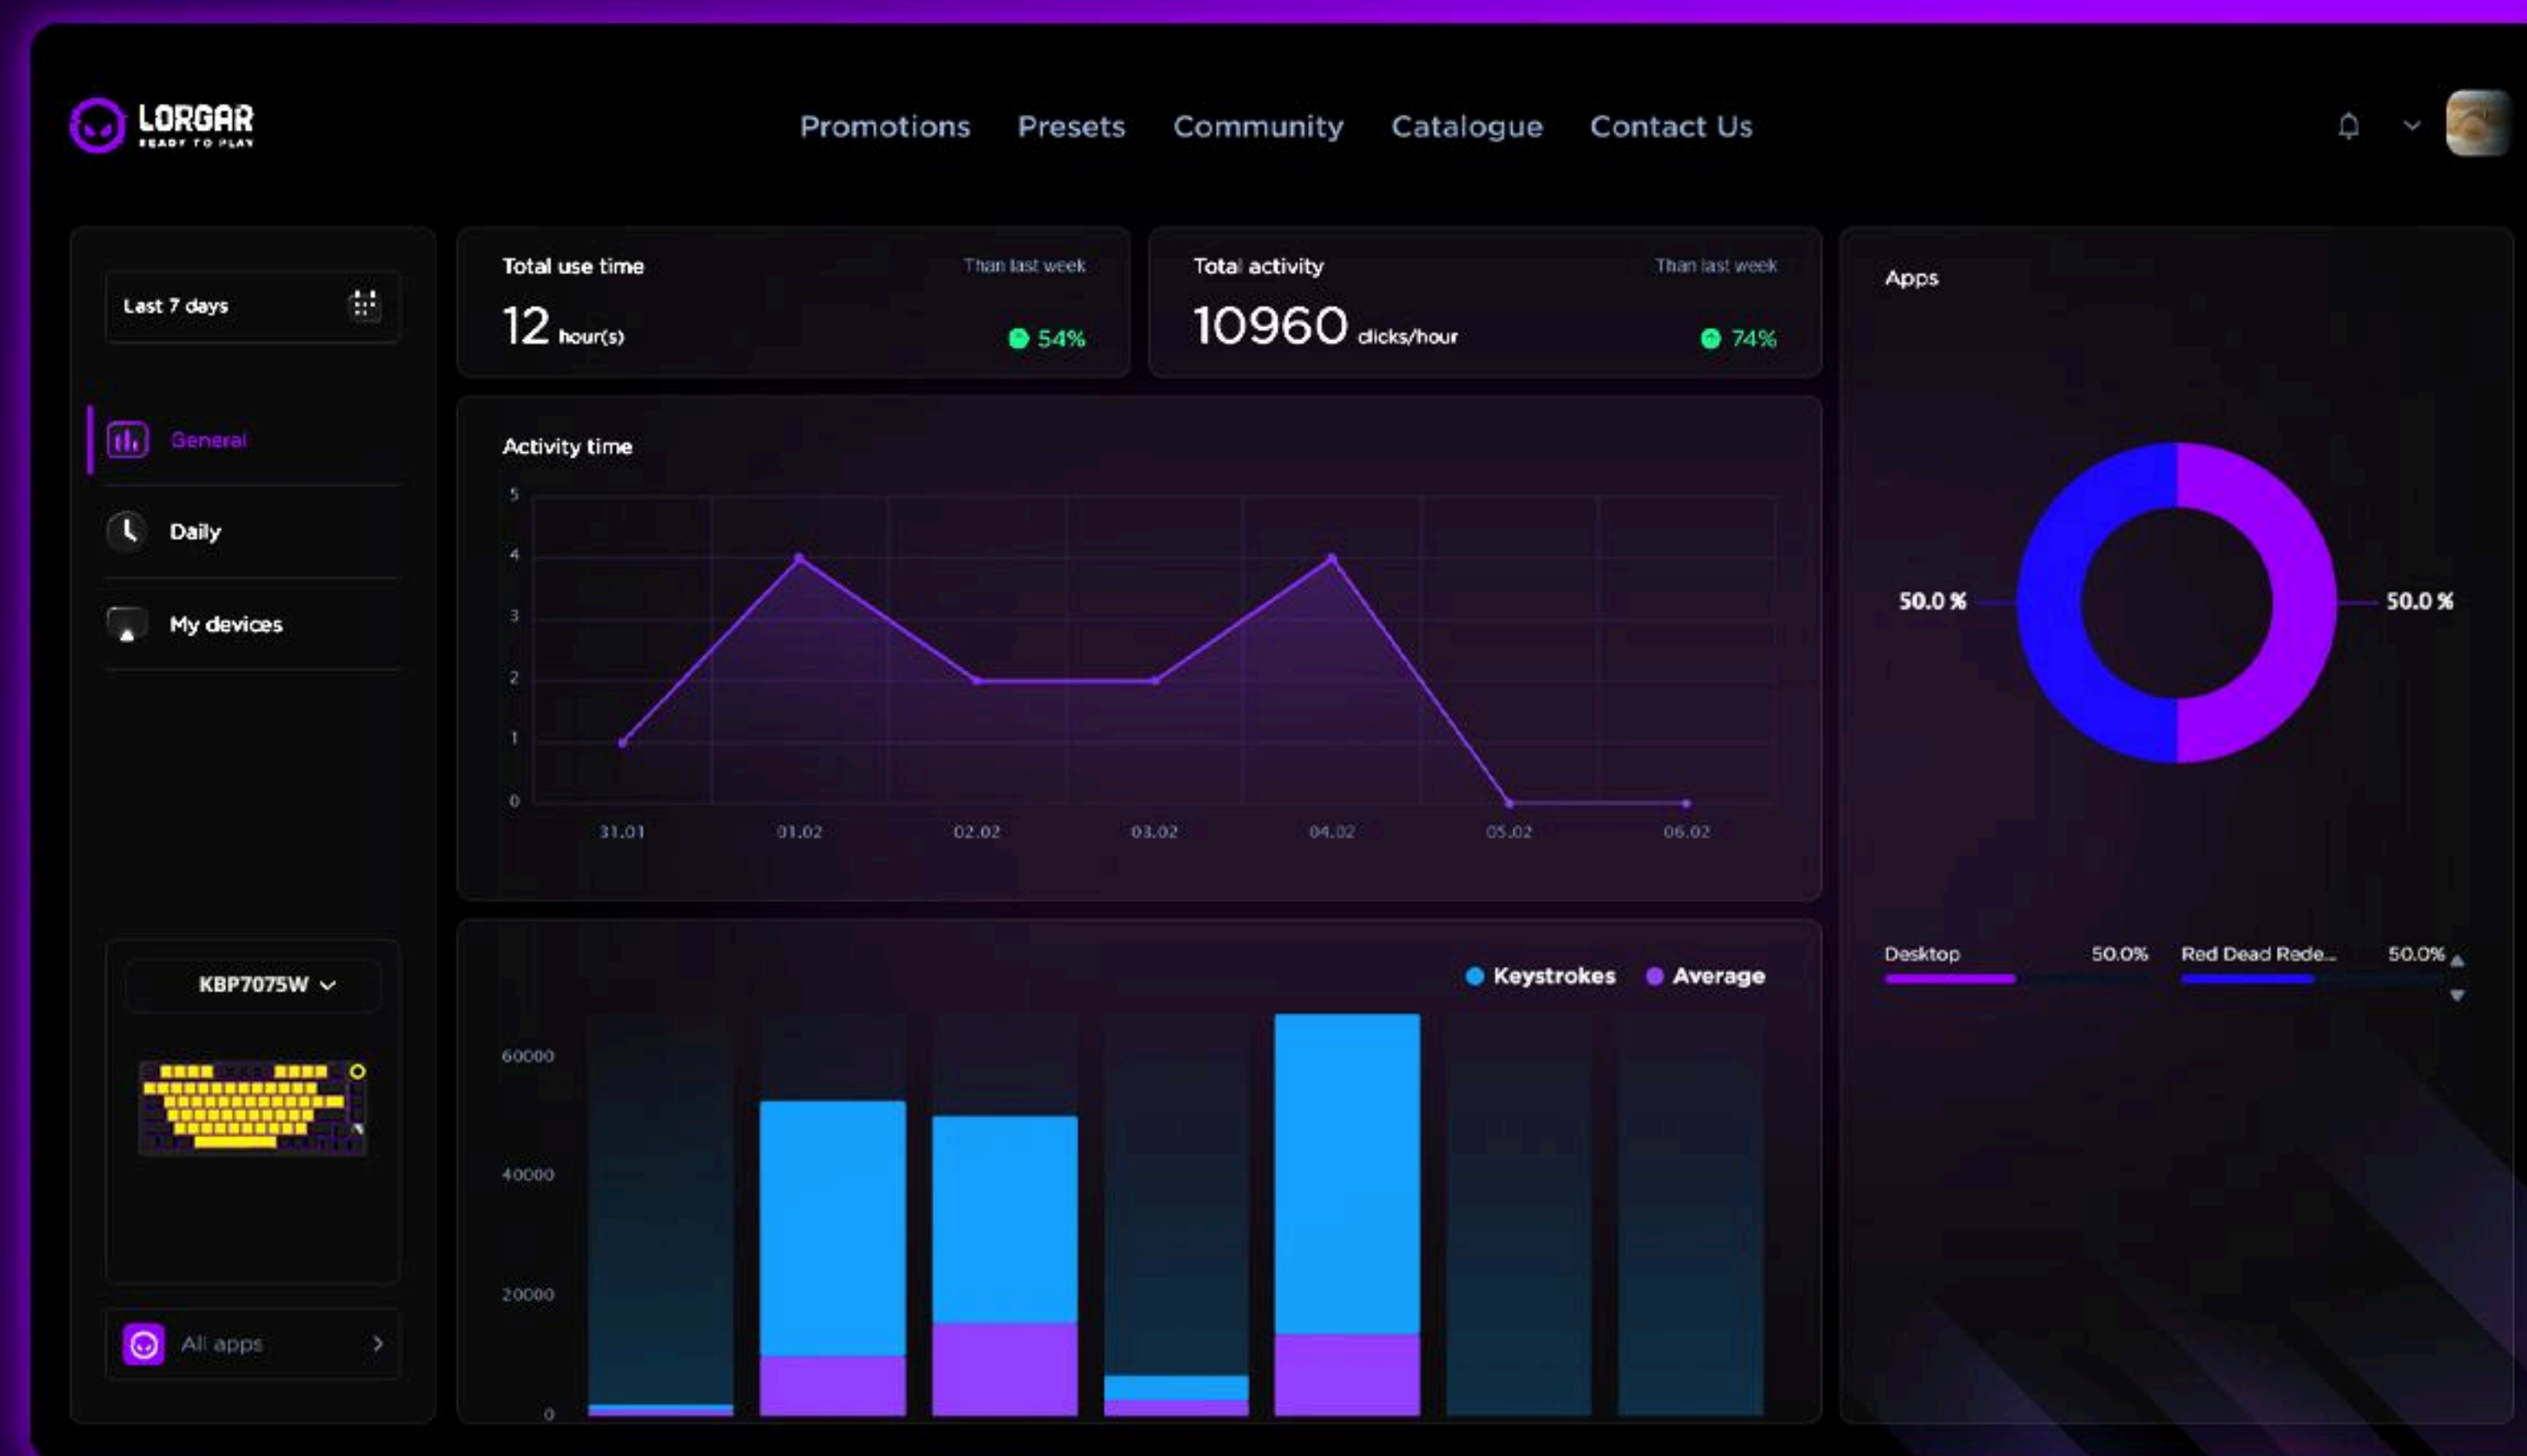 LORGAR
READY TO PLAY
Promotions Presets Community Catalogue Contact Us
Last 7 days
General
Daily
My devices
KBP7075W
All apps
Total use time Than last week
12 hour(s) 54%
Total activity Than last week
10960 clicks/hour 74%
Activity time
5
4
3
2
1
0
31.01 01.02 02.02 03.02 04.02 05.02 06.02
Keystrokes Average
60000
40000
20000
0
Apps
50.0 % 50.0 %
Desktop 50.0% Red Dead Rede... 50.0%